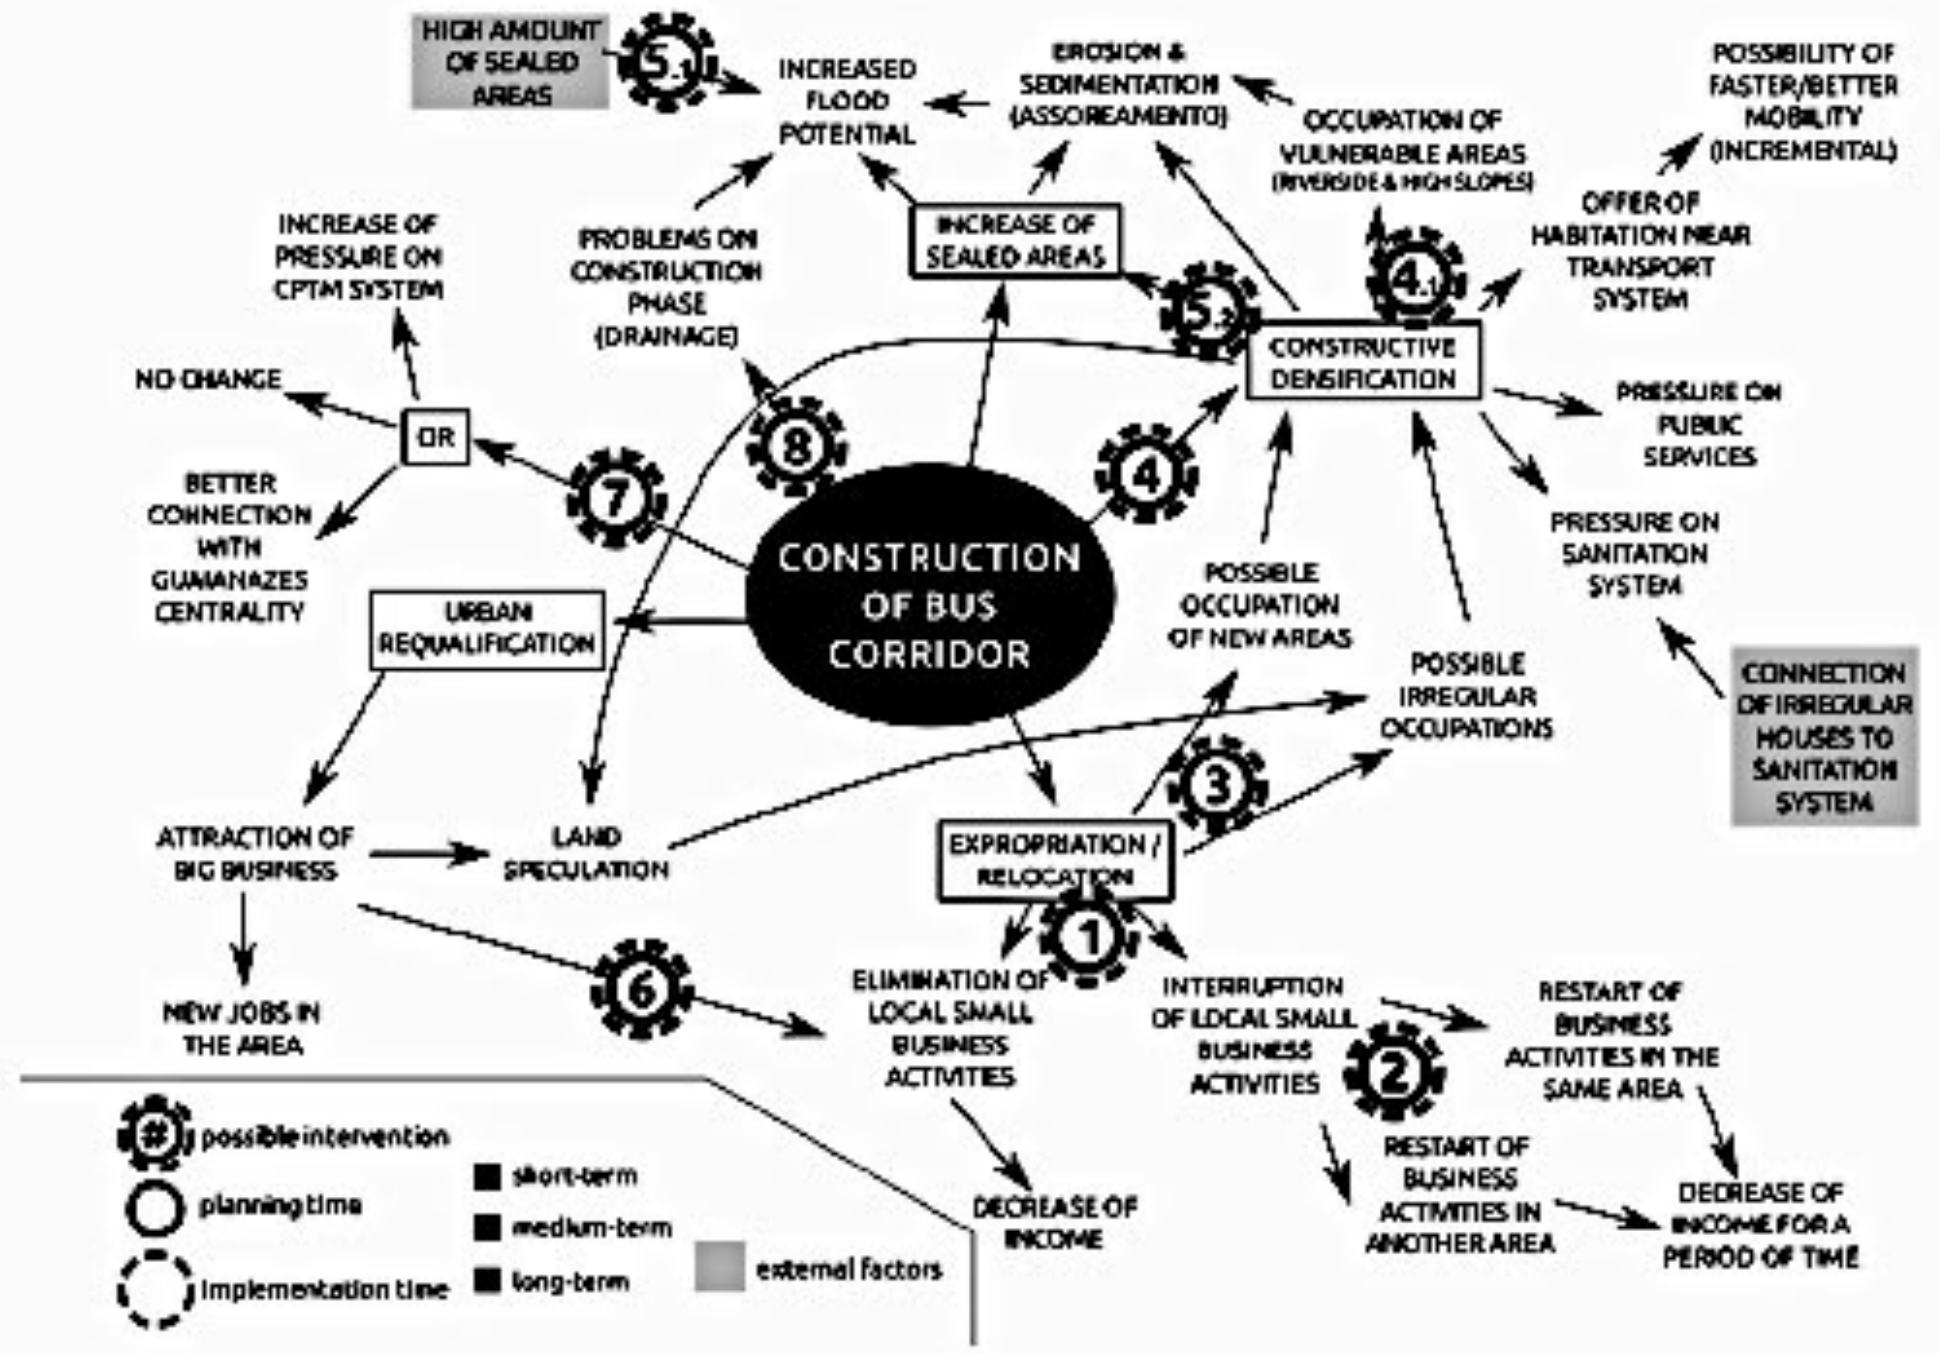 HIGH AMOUNT
OF SEALED
AREAS
5.1
INCREASED
FLOOD
POTENTIAL
EROSION &
SEDIMENTATION
(ASSOREAMENTO)
OCCUPATION OF
VULNERABLE AREAS
(RIVERSIDE & HIGH SLOPES)
POSSIBILITY OF
FASTER/BETTER
MOBILITY
(INCREMENTAL)
OFFER OF
HABITATION NEAR
TRANSPORT
SYSTEM
INCREASE OF
PRESSURE ON
CPTM SYSTEM
PROBLEMS ON
CONSTRUCTION
PHASE
(DRAINAGE)
INCREASE OF
SEALED AREAS
5.2
4.1
CONSTRUCTIVE
DENSIFICATION
NO CHANGE
OR
BETTER
CONNECTION
WITH
GUAIANAZES
CENTRALITY
7
8
4
PRESSURE ON
PUBLIC
SERVICES
PRESSURE ON
SANITATION
SYSTEM
CONSTRUCTION
OF BUS
CORRIDOR
URBAN
REQUALIFICATION
POSSIBLE
OCCUPATION
OF NEW AREAS
POSSIBLE
IRREGULAR
OCCUPATIONS
CONNECTION
OF IRREGULAR
HOUSES TO
SANITATION
SYSTEM
ATTRACTION OF
BIG BUSINESS
LAND
SPECULATION
3
EXPROPRIATION /
RELOCATION
1
6
NEW JOBS IN
THE AREA
ELIMINATION OF
LOCAL SMALL
BUSINESS
ACTIVITIES
INTERRUPTION
OF LOCAL SMALL
BUSINESS
ACTIVITIES
2
RESTART OF
BUSINESS
ACTIVITIES IN THE
SAME AREA
RESTART OF
BUSINESS
ACTIVITIES IN
ANOTHER AREA
DECREASE OF
INCOME
DECREASE OF
INCOME FOR A
PERIOD OF TIME
# possible intervention
planning time
implementation time
short-term
medium-term
long-term
external factors